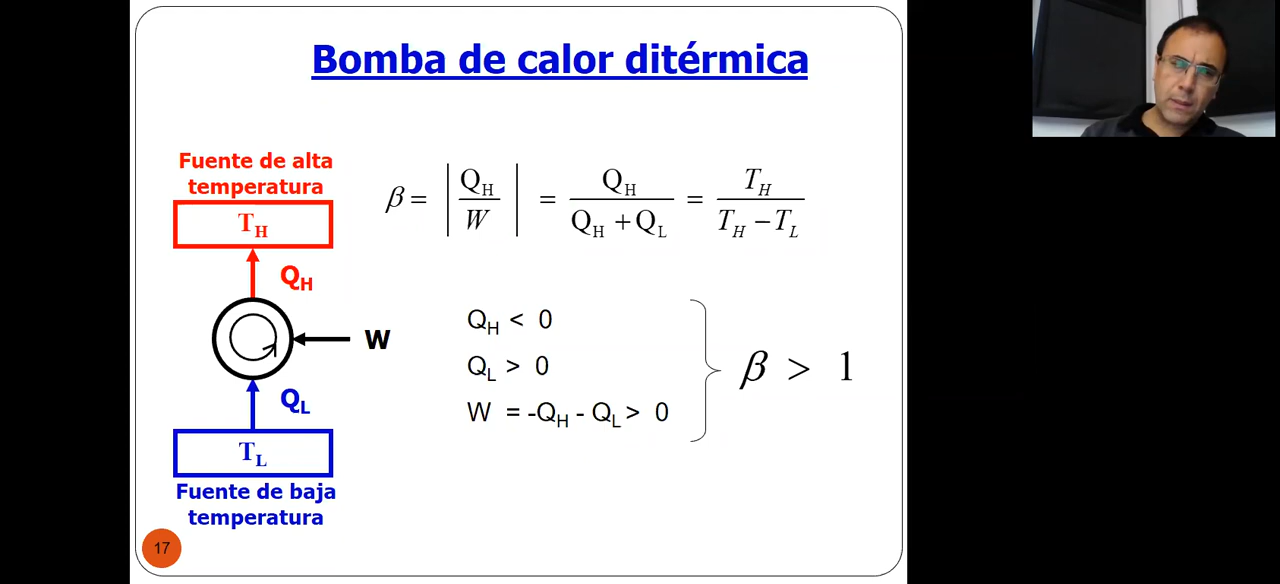 Bomba de calor ditérmica
Fuente de alta
temperatura
T_H
Q_H
W
Q_L
T_L
Fuente de baja
temperatura
β = | Q_H / W | = Q_H / (Q_H + Q_L) = T_H / (T_H − T_L)
Q_H < 0
Q_L > 0
W = -Q_H - Q_L > 0
β > 1
17